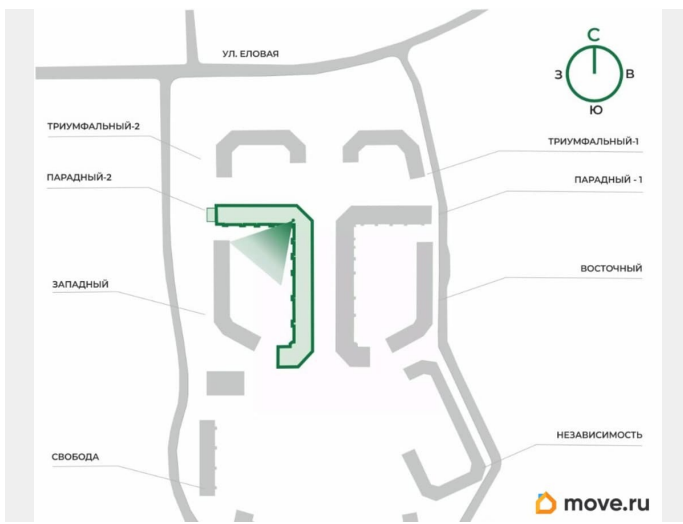 УЛ. ЕЛОВАЯ
С
З
В
Ю
ТРИУМФАЛЬНЫЙ-2
ТРИУМФАЛЬНЫЙ-1
ПАРАДНЫЙ-2
ПАРАДНЫЙ - 1
ЗАПАДНЫЙ
ВОСТОЧНЫЙ
НЕЗАВИСИМОСТЬ
СВОБОДА
move.ru